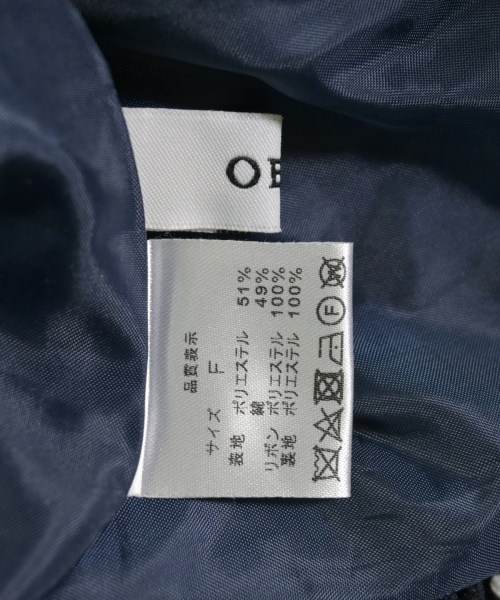 品質表示
サイズ F
表地 ポリエステル 51%
綿 49%
リボン ポリエステル 100%
裏地 ポリエステル 100%
F